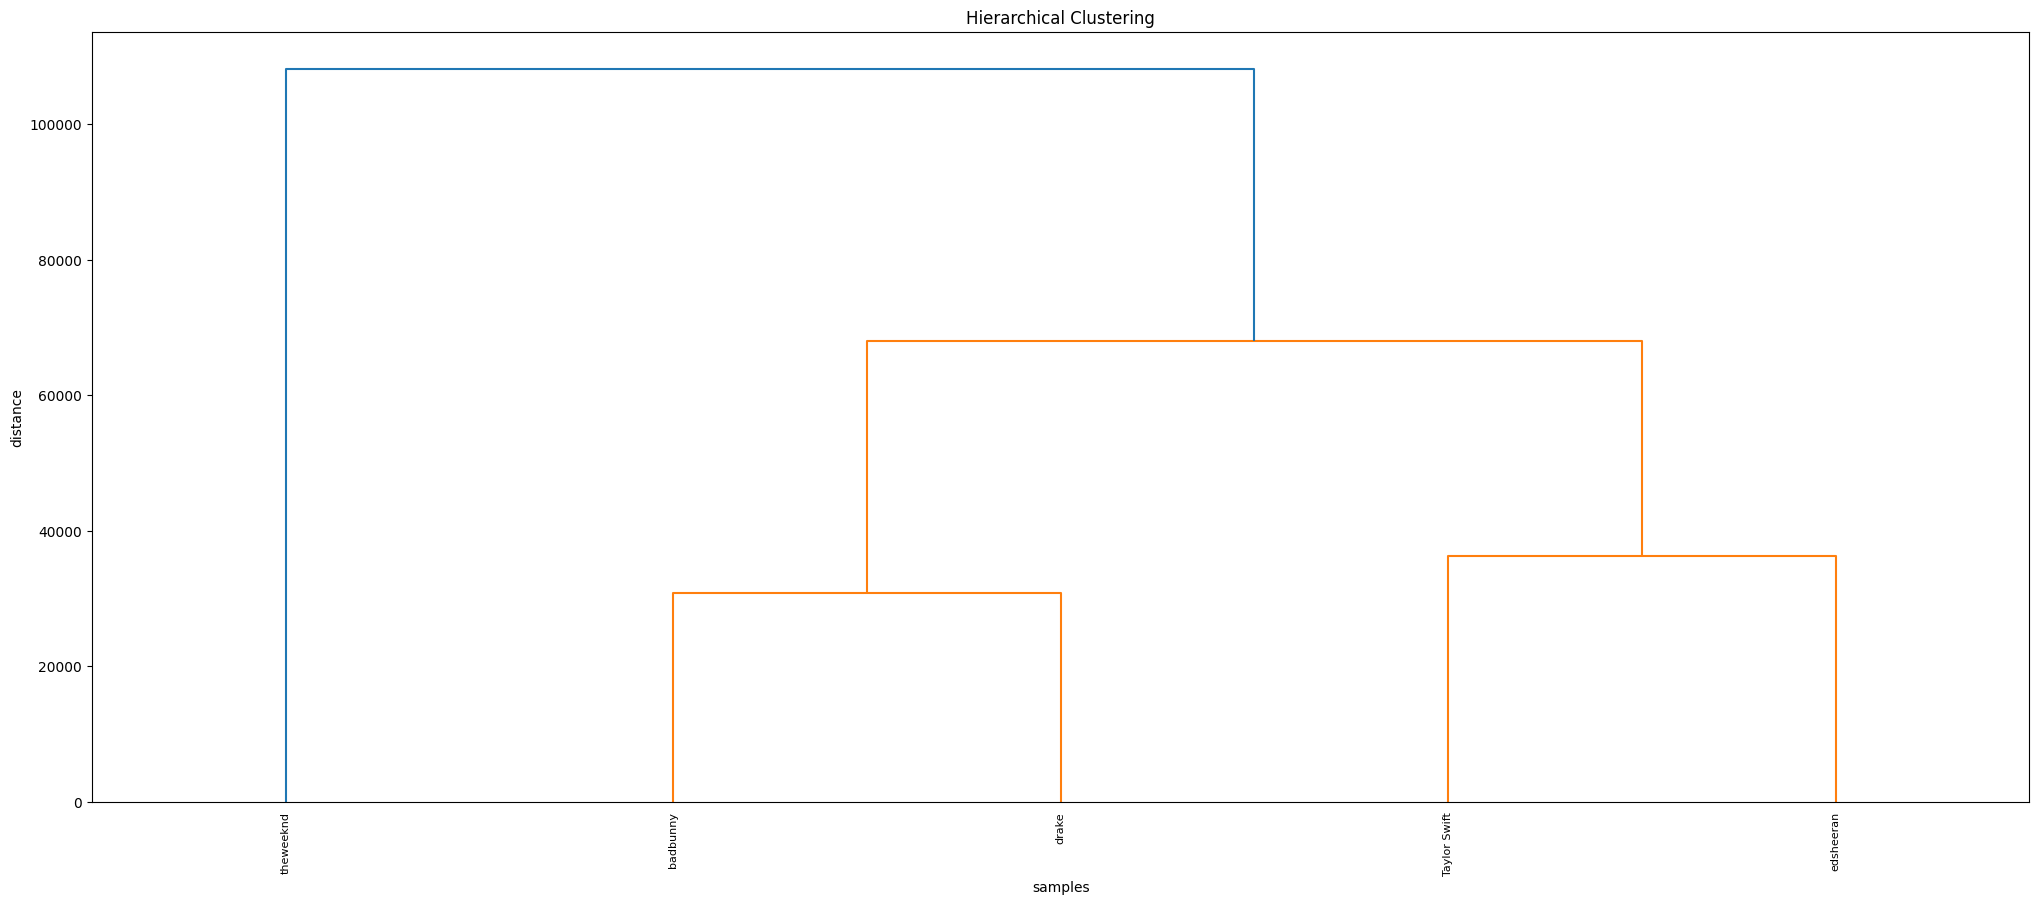 Hierarchical Clustering
100000
80000
60000
40000
20000
0
distance
theweeknd
badbunny
drake
Taylor Swift
edsheeran
samples